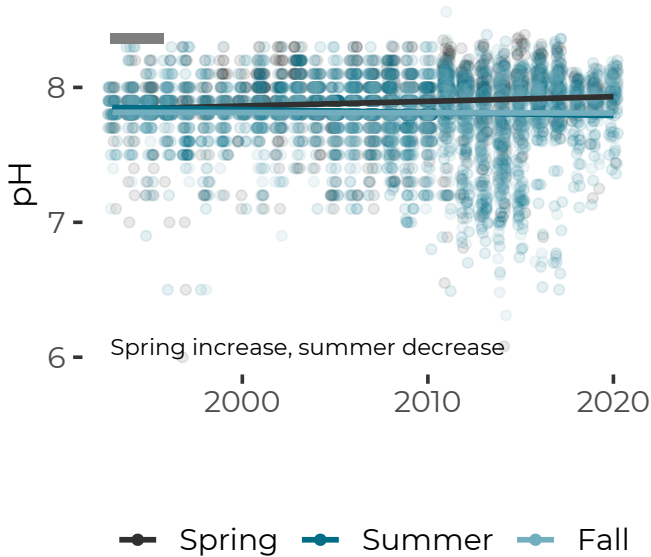 8
7
6
pH
Spring increase, summer decrease
2000 2010 2020
Spring Summer Fall